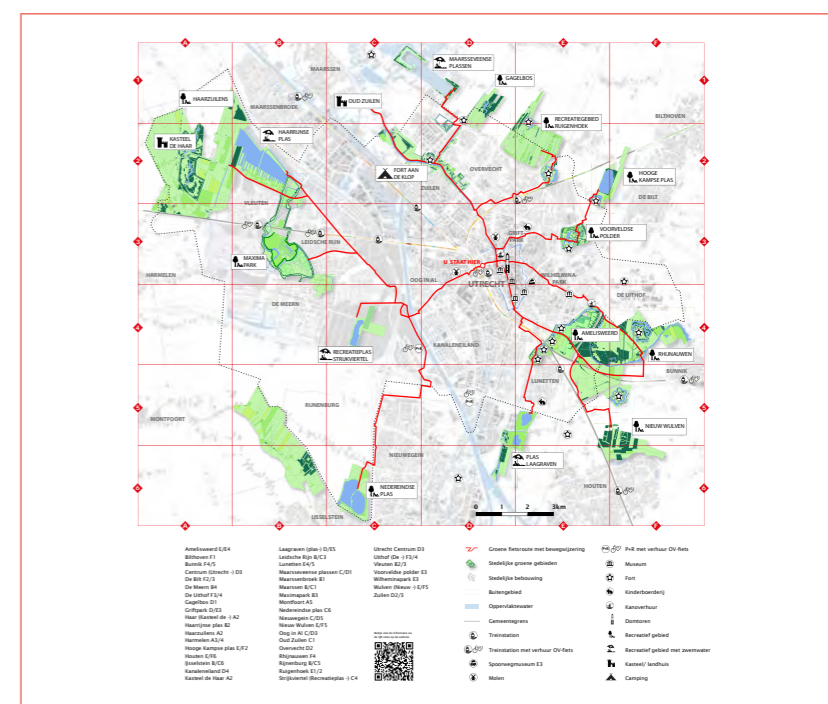 A B C D E F
1 1
MAARSSEN
MAARSSEVEENSE
PLASSEN
GAGELBOS
HAARZUILENS
MAARSSENBROEK
OUD ZUILEN
RECREATIEGEBIED
RUIGENHOEK
BILTHOVEN
HAARRIJNSE
PLAS
KASTEEL
DE HAAR
2 2
FORT AAN
DE KLOP
OVERVECHT
HOOGE
KAMPSE PLAS
ZUILEN
DE BILT
VLEUTEN
LEIDSCHE RIJN
GRIFT
VOORVELDSE
POLDER
3 3
MAXIMA
PARK
U STAAT HIER
HARMELEN
OOG IN AL
UTRECHT
WILHELMINA-
PARK
DE UITHOF
DE MEERN
4 4
AMELISWEERD
KANALENEILAND
P+R
RECREATIEPLAS
STRIJKVIERTEL
RHIJNAUWEN
BUNNIK
LUNETTEN
RIJNENBURG
P+R
MONTFOORT
5 5
NIEUW WULVEN
NIEUWEGEIN
PLAS
LAAGRAVEN
NEDEREINDSE
PLAS
HOUTEN
6 6
0 1 2 3km
IJSSELSTEIN
A B C D E F
Amelisweerd E/E4
Bilthoven F1
Bunnik F4/5
Centrum (Utrecht -) D3
De Bilt F2/3
De Meern B4
De Uithof F3/4
Gagelbos D1
Griftpark D/E3
Haar (Kasteel de -) A2
Haarrijnse plas B2
Haarzuilens A2
Harmelen A3/4
Hooge Kampse plas E/F2
Houten E/F6
IJsselstein B/C6
Kanaleneiland D4
Kasteel de Haar A2
Laagraven (plas-) D/E5
Leidsche Rijn B/C3
Lunetten E4/5
Maarsseveense plassen C/D1
Maarssenbroek B1
Maarssen B/C1
Maximapark B3
Montfoort A5
Nedereindse plas C6
Nieuwegein C/D5
Nieuw Wulven E/F5
Oog in Al C/D3
Oud Zuilen C1
Overvecht D2
Rhijnauwen F4
Rijnenburg B/C5
Ruigenhoek E1/2
Strijkviertel (Recreatieplas -) C4
Utrecht Centrum D3
Uithof (De -) F3/4
Vleuten B2/3
Voorveldse polder E3
Wilheminapark E3
Wulven (Nieuw -) E/F5
Zuilen D2/3
Groene fietsroute met bewegwijzering
Stedelijke groene gebieden
Stedelijke bebouwing
Buitengebied
Oppervlaktewater
Gemeentegrens
Treinstation
Treinstation met verhuur OV-fiets
Spoorwegmuseum E3
Molen
P+R P+R met verhuur OV-fiets
Museum
Fort
Kinderboerderij
Kanoverhuur
Domtoren
Recreatief gebied
Recreatief gebied met zwemwater
Kasteel/ landhuis
Camping